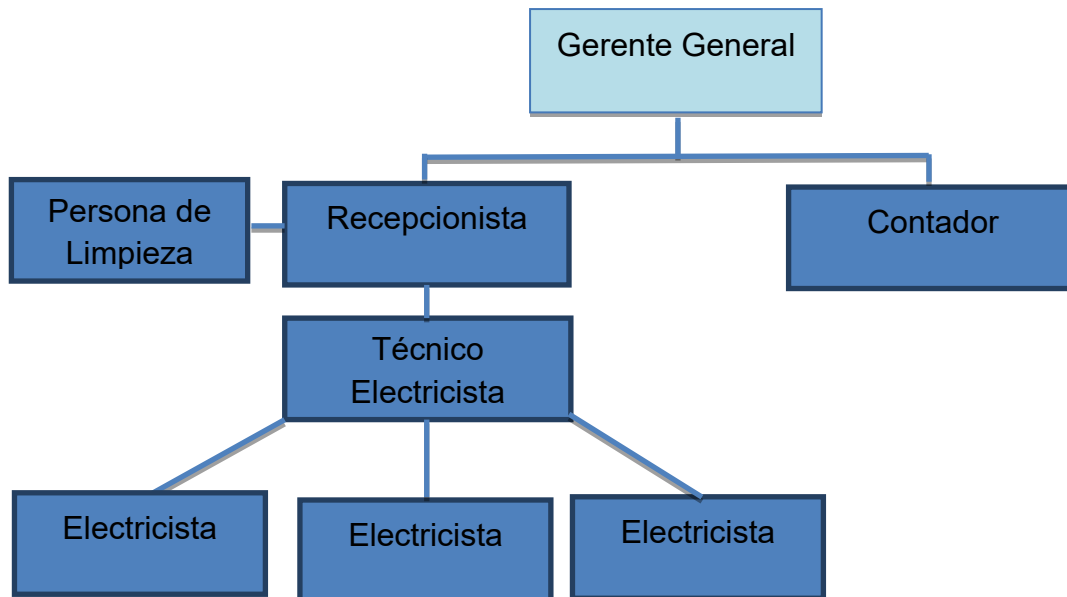 Gerente General
Persona de
Limpieza
Recepcionista
Contador
Técnico
Electricista
Electricista
Electricista
Electricista